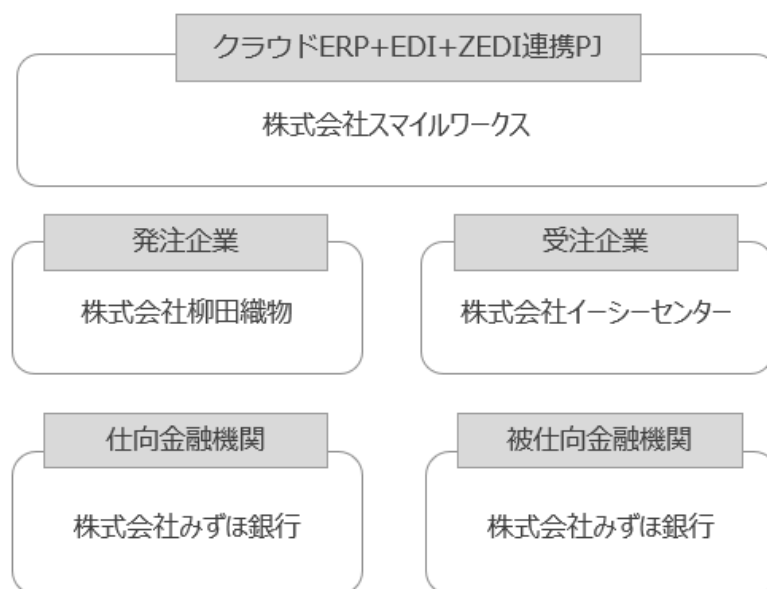 クラウドERP+EDI+ZEDI連携PJ
株式会社スマイルワークス
発注企業
受注企業
株式会社柳田織物
株式会社イーシーセンター
仕向金融機関
被仕向金融機関
株式会社みずほ銀行
株式会社みずほ銀行